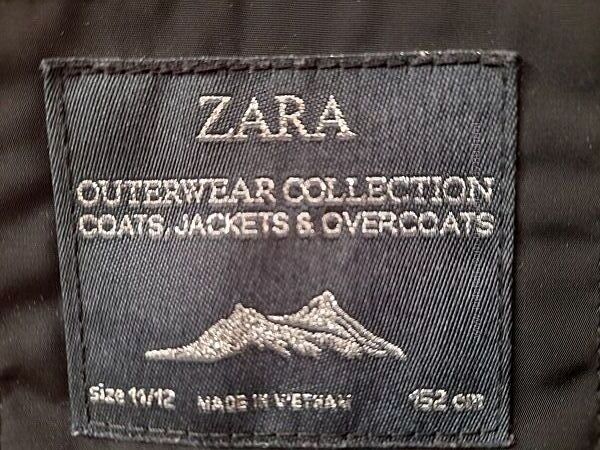 ZARA
OUTERWEAR COLLECTION
COATS, JACKETS & OVERCOATS
size 11/12 MADE IN VIETNAM 152 cm